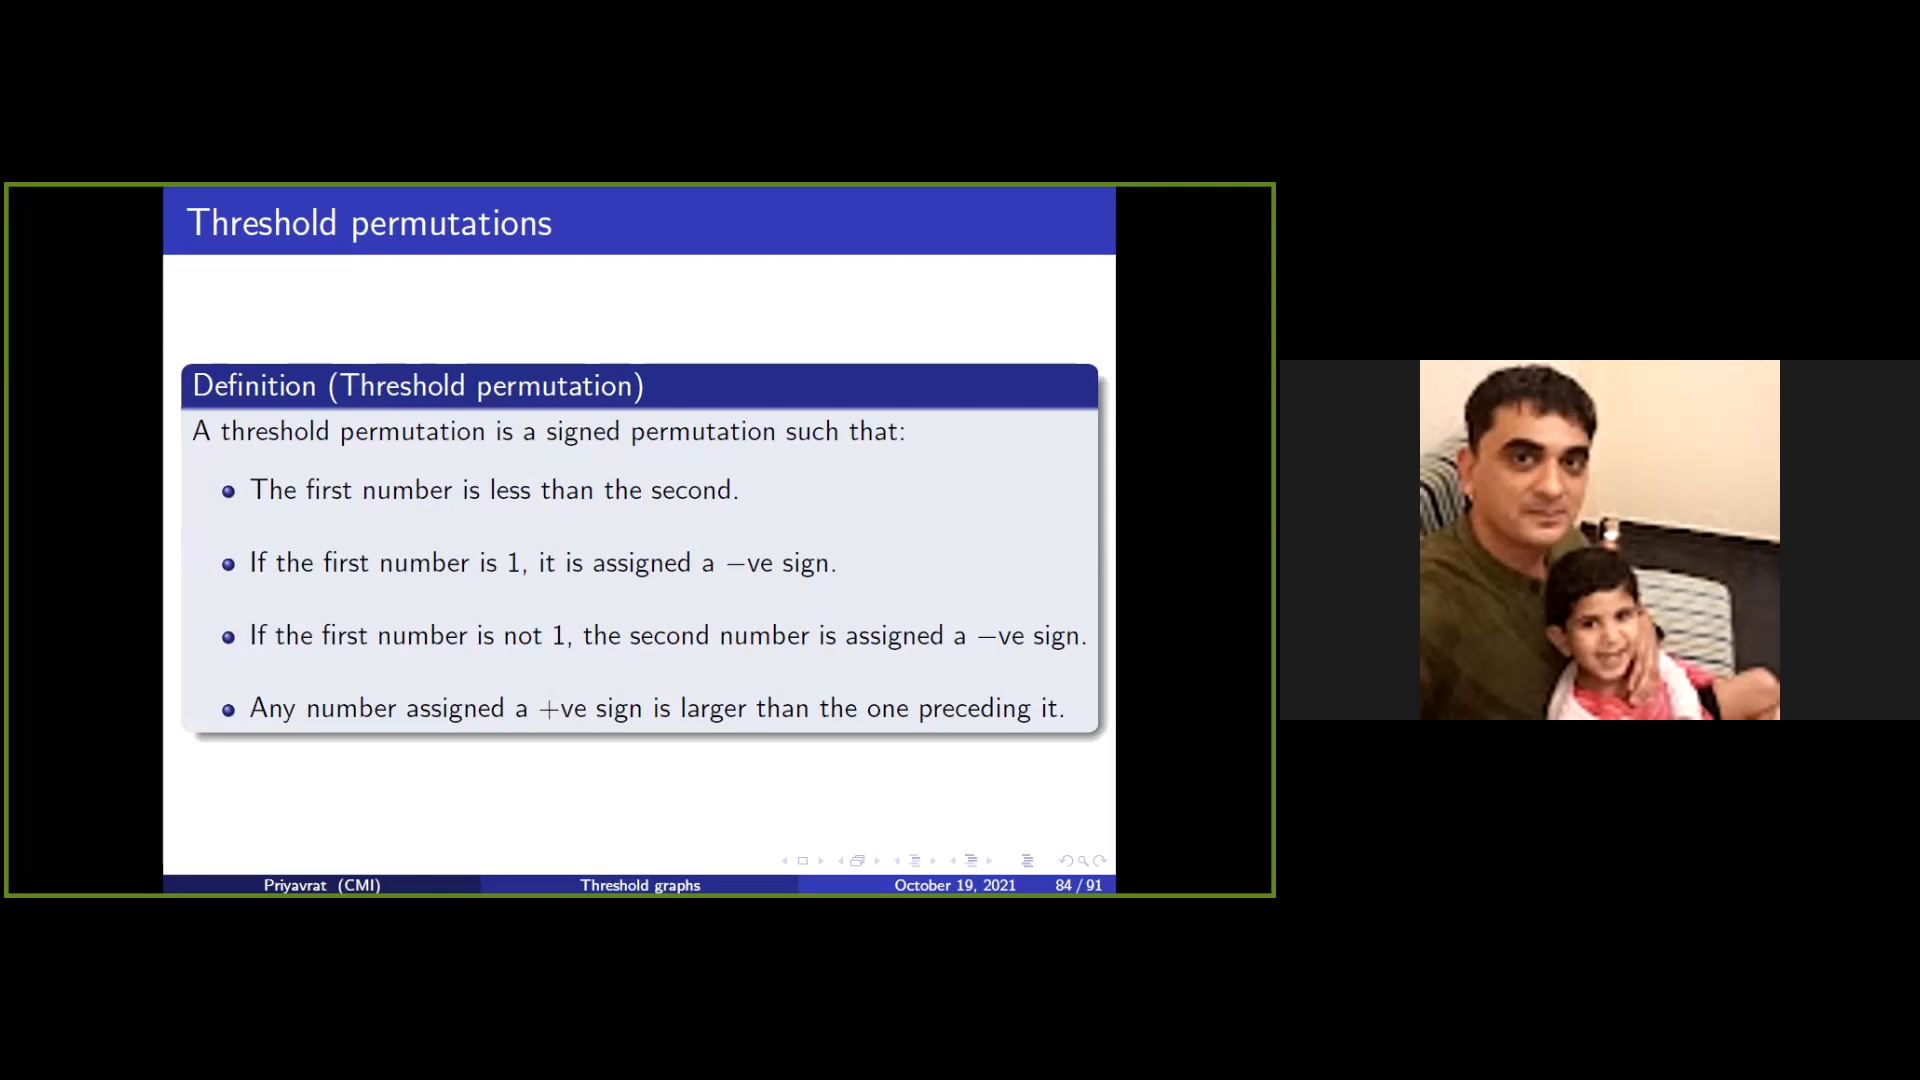 Threshold permutations
Definition (Threshold permutation)
A threshold permutation is a signed permutation such that:
The first number is less than the second.
If the first number is 1, it is assigned a −ve sign.
If the first number is not 1, the second number is assigned a −ve sign.
Any number assigned a +ve sign is larger than the one preceding it.
Priyavrat (CMI) Threshold graphs October 19, 2021 84 / 91